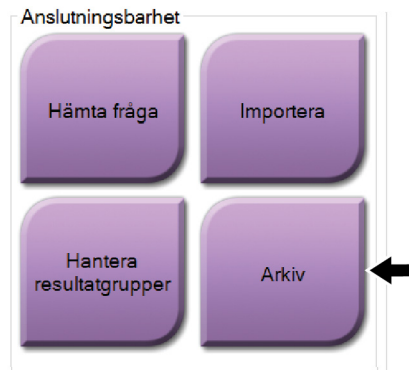 Anslutningsbarhet
Hämta fråga
Importera
Hantera
resultatgrupper
Arkiv